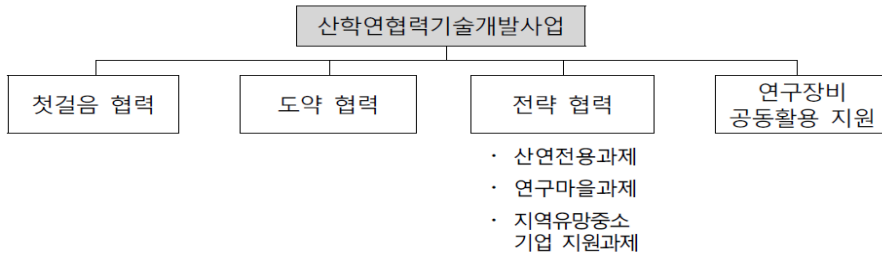 산학연협력기술개발사업
첫걸음 협력
도약 협력
전략 협력
연구장비
공동활용 지원
· 산연전용과제
· 연구마을과제
· 지역유망중소
기업 지원과제